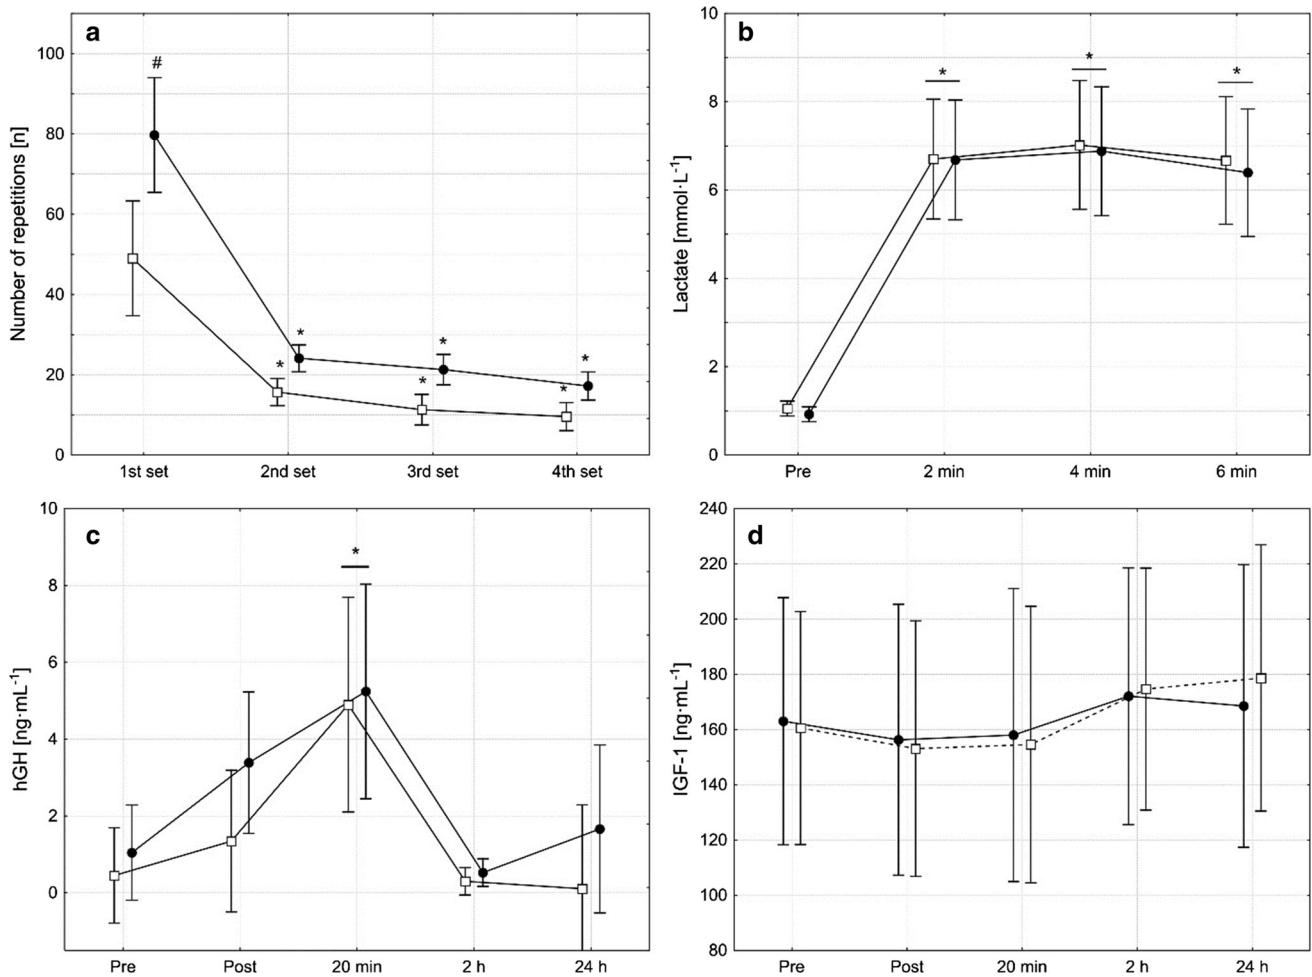 a
Number of repetitions [n]
100
80
60
40
20
0
#
* *
* *
* *
1st set 2nd set 3rd set 4th set
b
Lactate [mmol·L-1]
10
8
6
4
2
0
* * *
Pre 2 min 4 min 6 min
c
hGH [ng·mL-1]
10
8
6
4
2
0
*
Pre Post 20 min 2 h 24 h
d
IGF-1 [ng·mL-1]
240
220
200
180
160
140
120
100
80
Pre Post 20 min 2 h 24 h